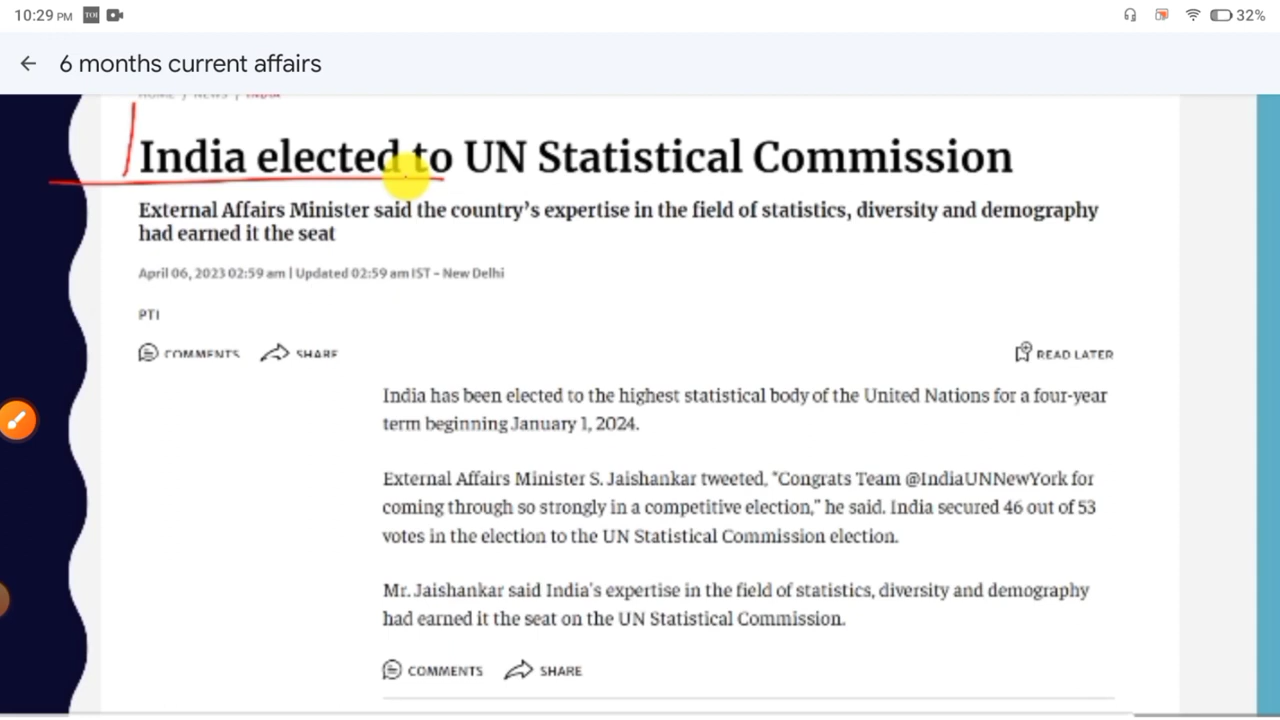 10:29 PM TOI 32%
6 months current affairs
HOME | NEWS | INDIA
India elected to UN Statistical Commission
External Affairs Minister said the country's expertise in the field of statistics, diversity and demography
had earned it the seat
April 06, 2023 02:59 am | Updated 02:59 am IST - New Delhi
PTI
COMMENTS SHARE READ LATER
India has been elected to the highest statistical body of the United Nations for a four-year
term beginning January 1, 2024.
External Affairs Minister S. Jaishankar tweeted, "Congrats Team @IndiaUNNewYork for
coming through so strongly in a competitive election," he said. India secured 46 out of 53
votes in the election to the UN Statistical Commission election.
Mr. Jaishankar said India's expertise in the field of statistics, diversity and demography
had earned it the seat on the UN Statistical Commission.
COMMENTS SHARE